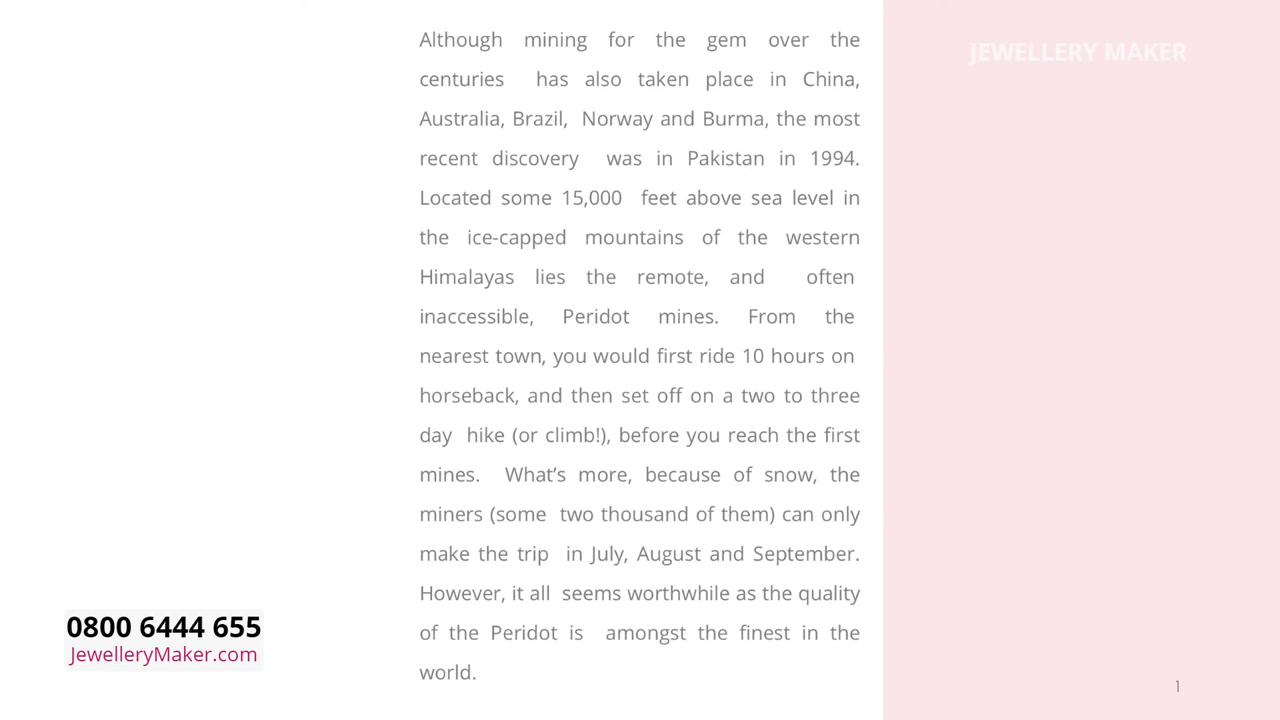 JEWELLERY MAKER
Although mining for the gem over the
centuries has also taken place in China,
Australia, Brazil, Norway and Burma, the most
recent discovery was in Pakistan in 1994.
Located some 15,000 feet above sea level in
the ice-capped mountains of the western
Himalayas lies the remote, and often
inaccessible, Peridot mines. From the
nearest town, you would first ride 10 hours on
horseback, and then set off on a two to three
day hike (or climb!), before you reach the first
mines. What’s more, because of snow, the
miners (some two thousand of them) can only
make the trip in July, August and September.
However, it all seems worthwhile as the quality
of the Peridot is amongst the finest in the
world.
0800 6444 655
JewelleryMaker.com
1